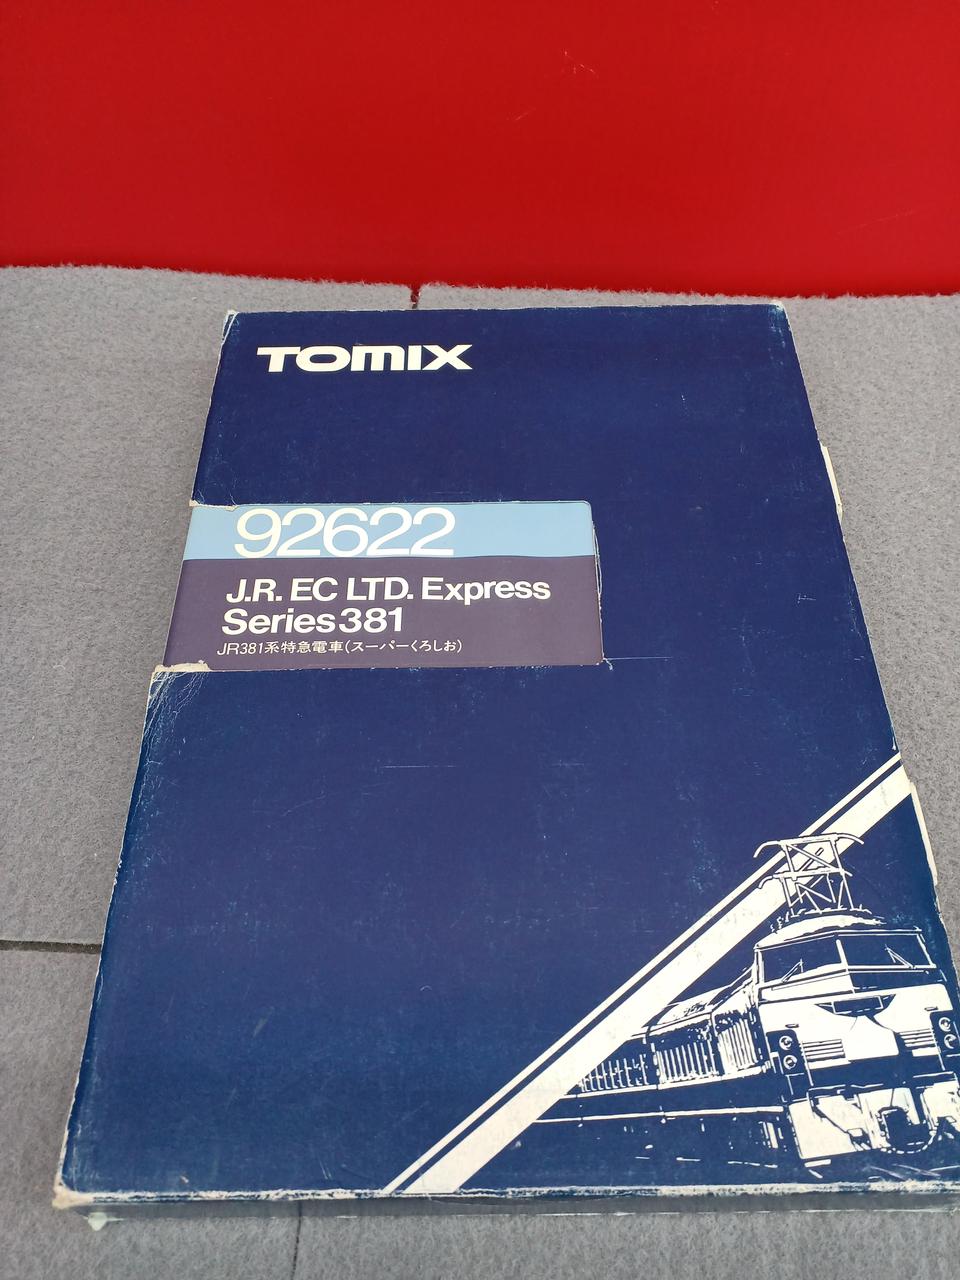 TOMIX
92622
J.R. EC LTD. Express
Series 381
JR381系特急電車(スーパーくろしお)